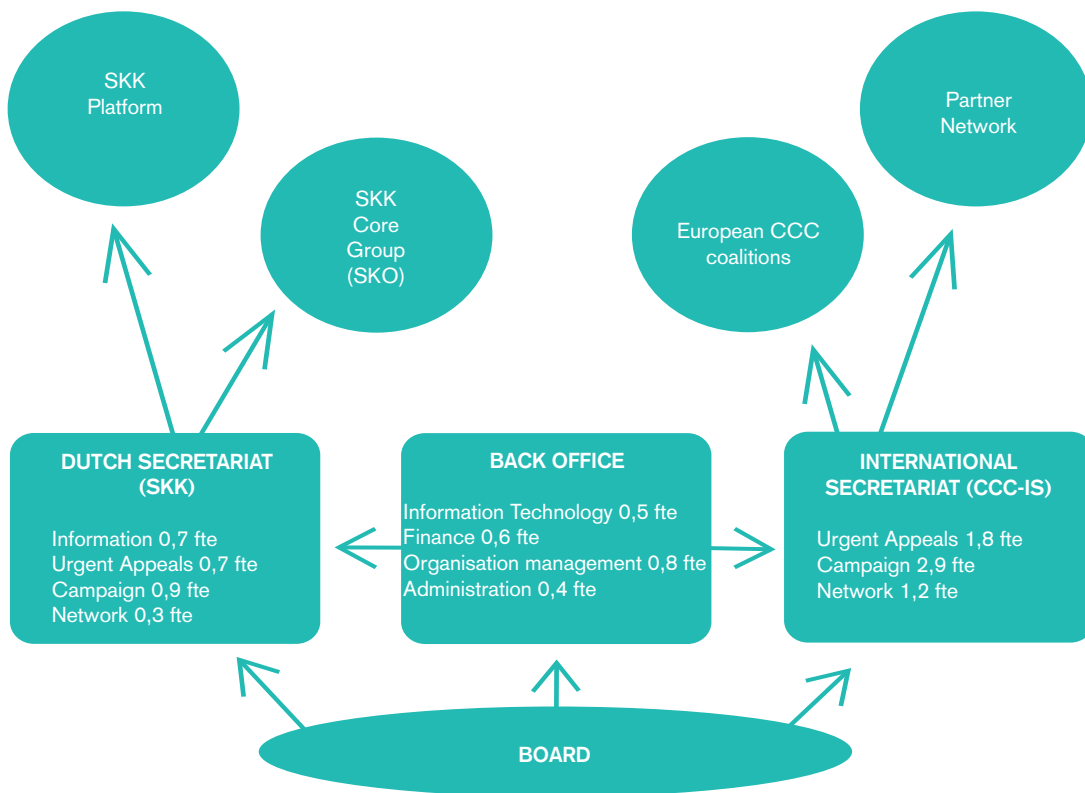 SKK
Platform
Partner
Network
SKK
Core
Group
(SKO)
European CCC
coalitions
DUTCH SECRETARIAT
(SKK)
Information 0,7 fte
Urgent Appeals 0,7 fte
Campaign 0,9 fte
Network 0,3 fte
BACK OFFICE
Information Technology 0,5 fte
Finance 0,6 fte
Organisation management 0,8 fte
Administration 0,4 fte
INTERNATIONAL
SECRETARIAT (CCC-IS)
Urgent Appeals 1,8 fte
Campaign 2,9 fte
Network 1,2 fte
BOARD